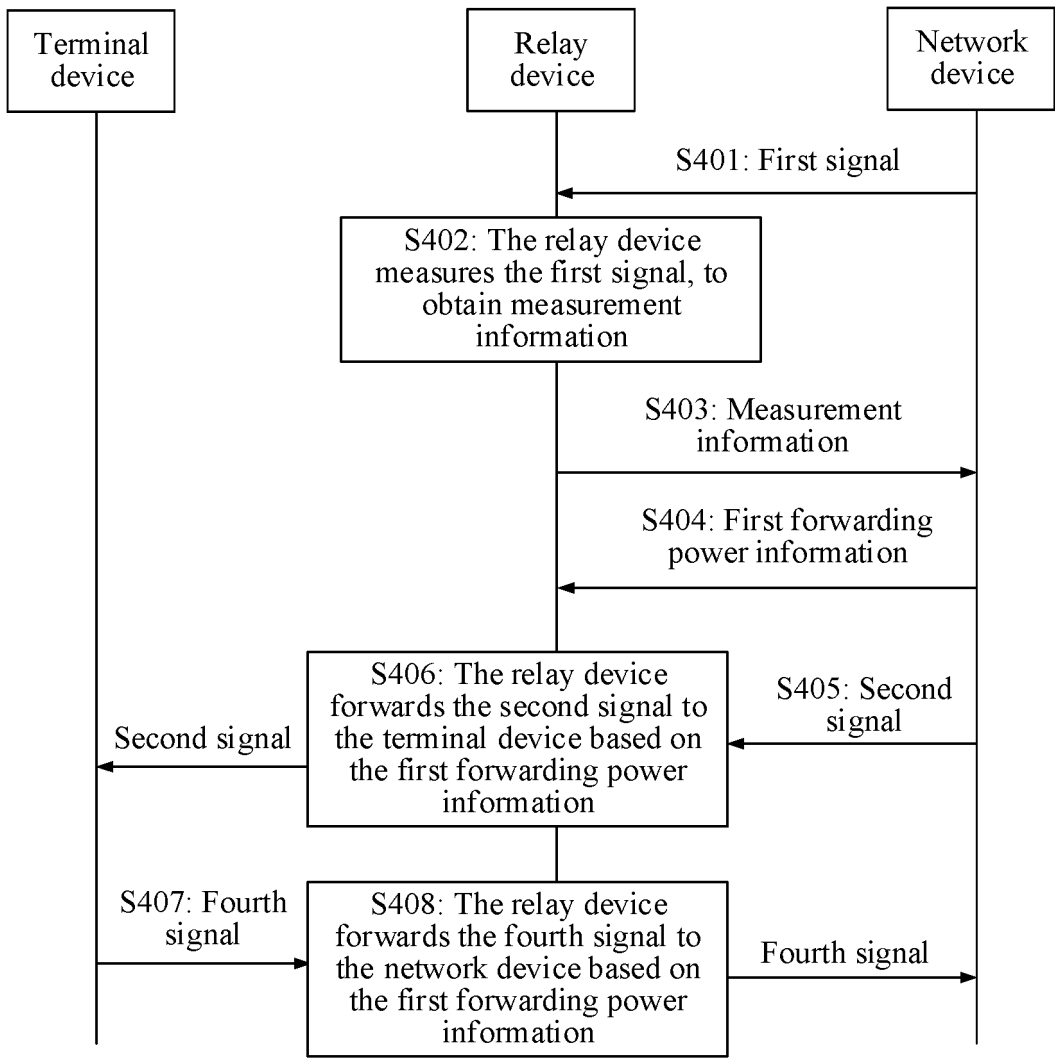 Terminal
device
Relay
device
Network
device
S401: First signal
S402: The relay device
measures the first signal, to
obtain measurement
information
S403: Measurement
information
S404: First forwarding
power information
S406: The relay device
forwards the second signal to
the terminal device based on
the first forwarding power
information
S405: Second
signal
Second signal
S407: Fourth
signal
S408: The relay device
forwards the fourth signal to
the network device based on
the first forwarding power
information
Fourth signal